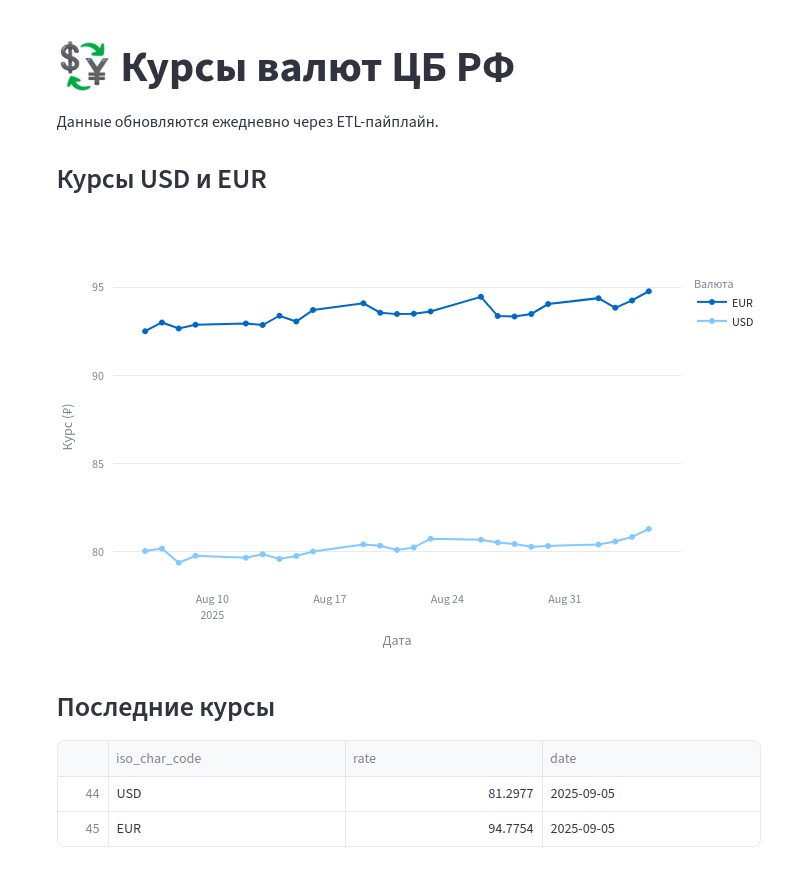 Курсы валют ЦБ РФ
Данные обновляются ежедневно через ETL-пайплайн.
Курсы USD и EUR
Валюта
EUR
USD
95
90
85
80
Курс (₽)
Aug 10 Aug 17 Aug 24 Aug 31
2025
Дата
Последние курсы
iso_char_code rate date
44 USD 81.2977 2025-09-05
45 EUR 94.7754 2025-09-05